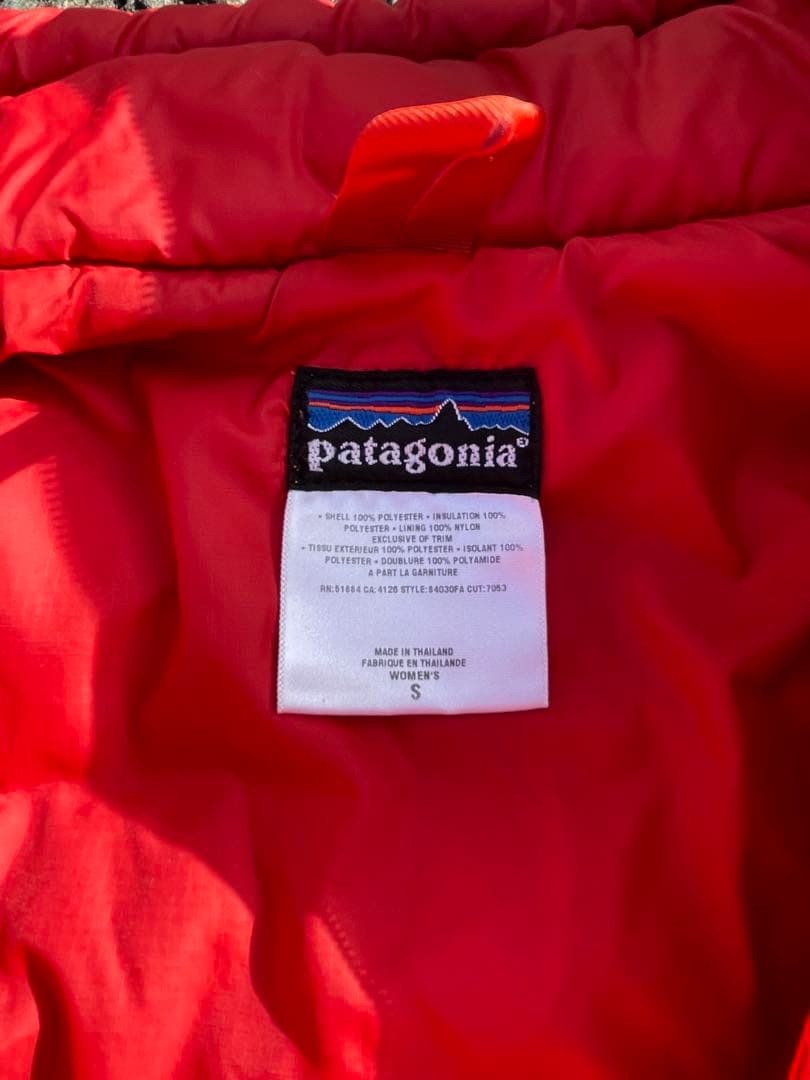 patagonia®
• SHELL 100% POLYESTER • INSULATION 100%
POLYESTER • LINING 100% NYLON
EXCLUSIVE OF TRIM
• TISSU EXTERIEUR 100% POLYESTER • ISOLANT 100%
POLYESTER • DOUBLURE 100% POLYAMIDE
A PART LA GARNITURE
RN:51884 CA:4126 STYLE:84030FA CUT:7053
MADE IN THAILAND
FABRIQUE EN THAILANDE
WOMEN'S
S